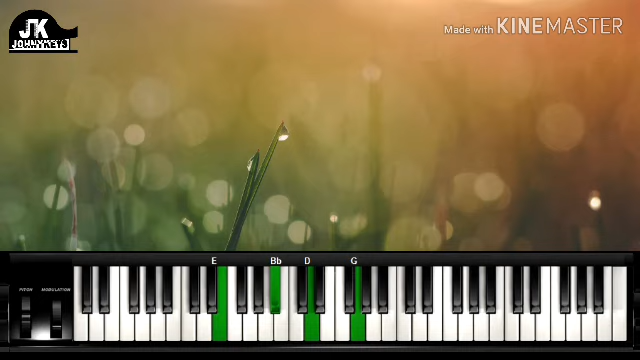 JK
JOHNYKEYS
Made with KINEMASTER
E Bb D G
PITCH MODULATION